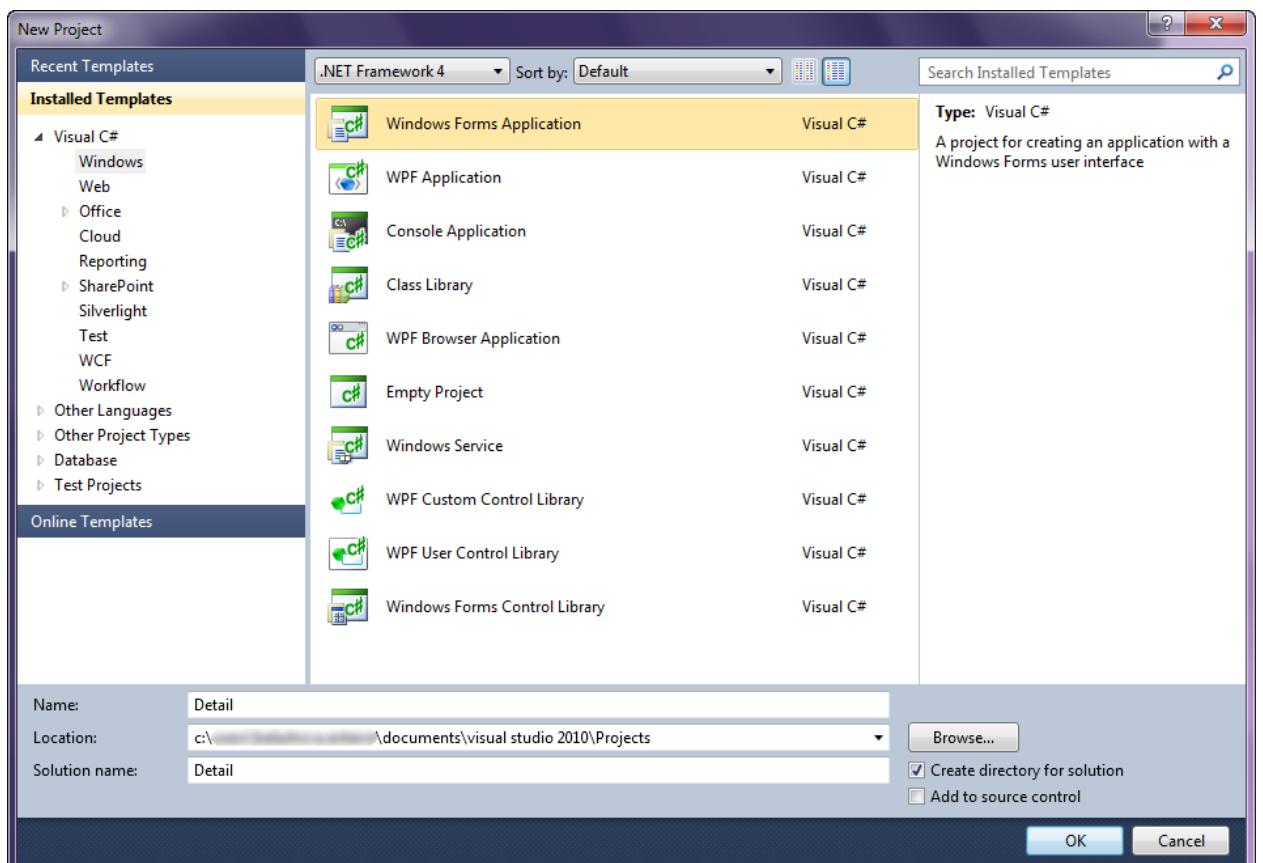 New Project
Recent Templates
Installed Templates
Visual C#
Windows
Web
Office
Cloud
Reporting
SharePoint
Silverlight
Test
WCF
Workflow
Other Languages
Other Project Types
Database
Test Projects
Online Templates
.NET Framework 4 Sort by: Default
Windows Forms Application Visual C#
WPF Application Visual C#
Console Application Visual C#
Class Library Visual C#
WPF Browser Application Visual C#
Empty Project Visual C#
Windows Service Visual C#
WPF Custom Control Library Visual C#
WPF User Control Library Visual C#
Windows Forms Control Library Visual C#
Search Installed Templates
Type: Visual C#
A project for creating an application with a
Windows Forms user interface
Name: Detail
Location: c:\ \documents\visual studio 2010\Projects Browse...
Solution name: Detail
Create directory for solution
Add to source control
OK Cancel